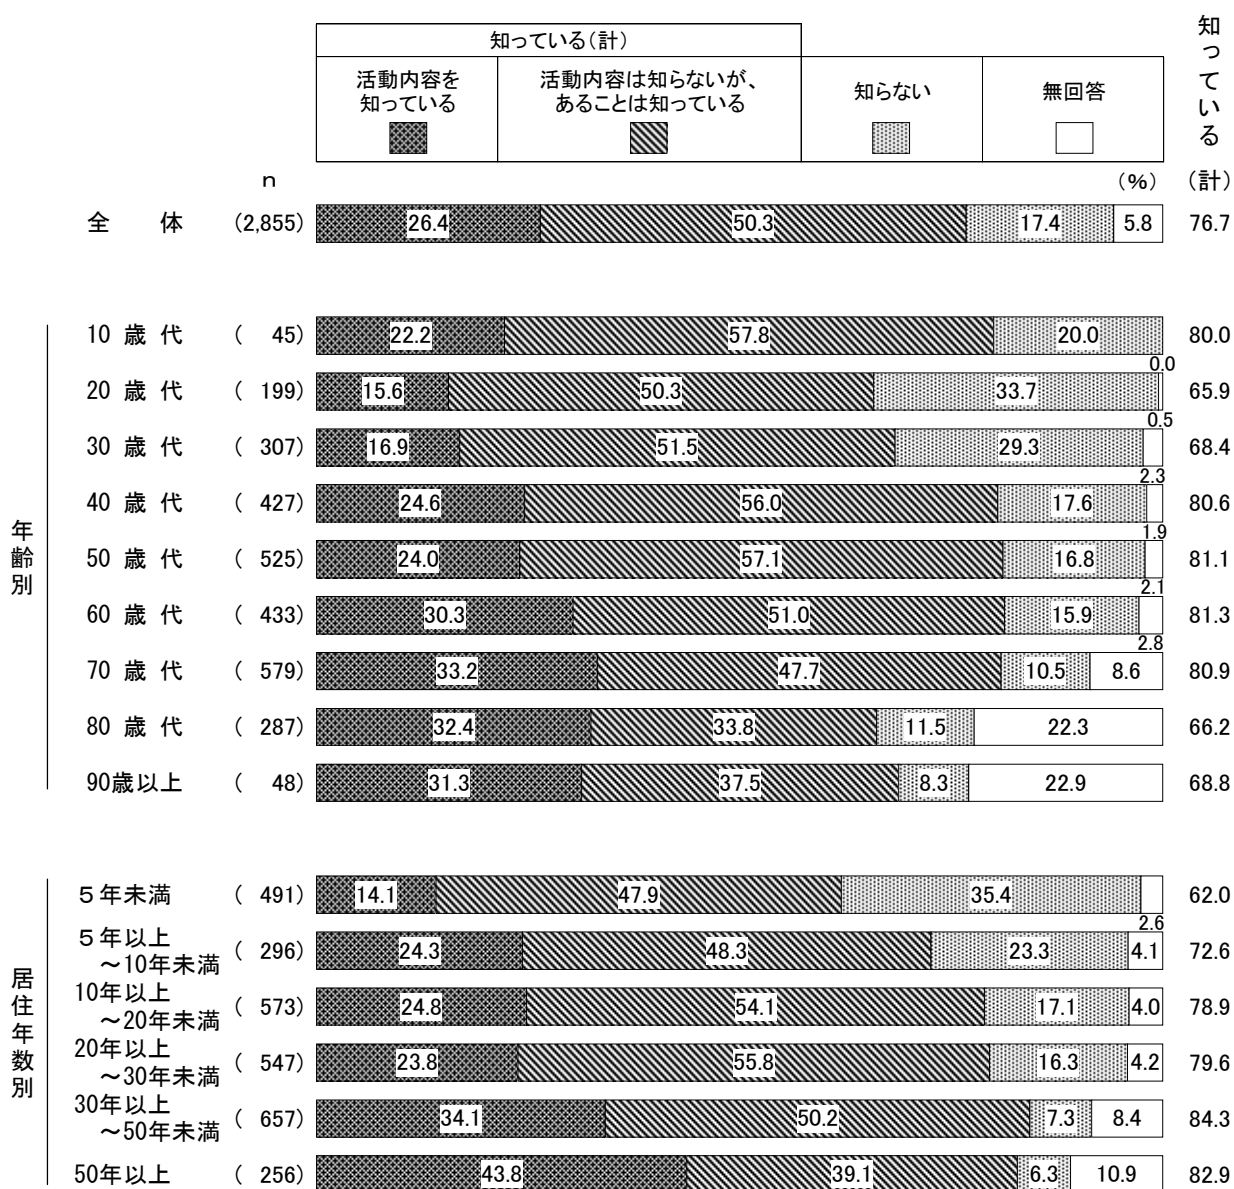 知っている(計)
活動内容を
知っている
活動内容は知らないが、
あることは知っている
知らない
無回答
知っている
n
(%)
(計)
全　体 (2,855) 26.4 50.3 17.4 5.8 76.7
年齢別
10 歳 代 ( 45) 22.2 57.8 20.0 0.0 80.0
20 歳 代 ( 199) 15.6 50.3 33.7 0.5 65.9
30 歳 代 ( 307) 16.9 51.5 29.3 2.3 68.4
40 歳 代 ( 427) 24.6 56.0 17.6 1.9 80.6
50 歳 代 ( 525) 24.0 57.1 16.8 2.1 81.1
60 歳 代 ( 433) 30.3 51.0 15.9 2.8 81.3
70 歳 代 ( 579) 33.2 47.7 10.5 8.6 80.9
80 歳 代 ( 287) 32.4 33.8 11.5 22.3 66.2
90歳以上 ( 48) 31.3 37.5 8.3 22.9 68.8
居住年数別
5年未満 ( 491) 14.1 47.9 35.4 2.6 62.0
5年以上
～10年未満 ( 296) 24.3 48.3 23.3 4.1 72.6
10年以上
～20年未満 ( 573) 24.8 54.1 17.1 4.0 78.9
20年以上
～30年未満 ( 547) 23.8 55.8 16.3 4.2 79.6
30年以上
～50年未満 ( 657) 34.1 50.2 7.3 8.4 84.3
50年以上 ( 256) 43.8 39.1 6.3 10.9 82.9